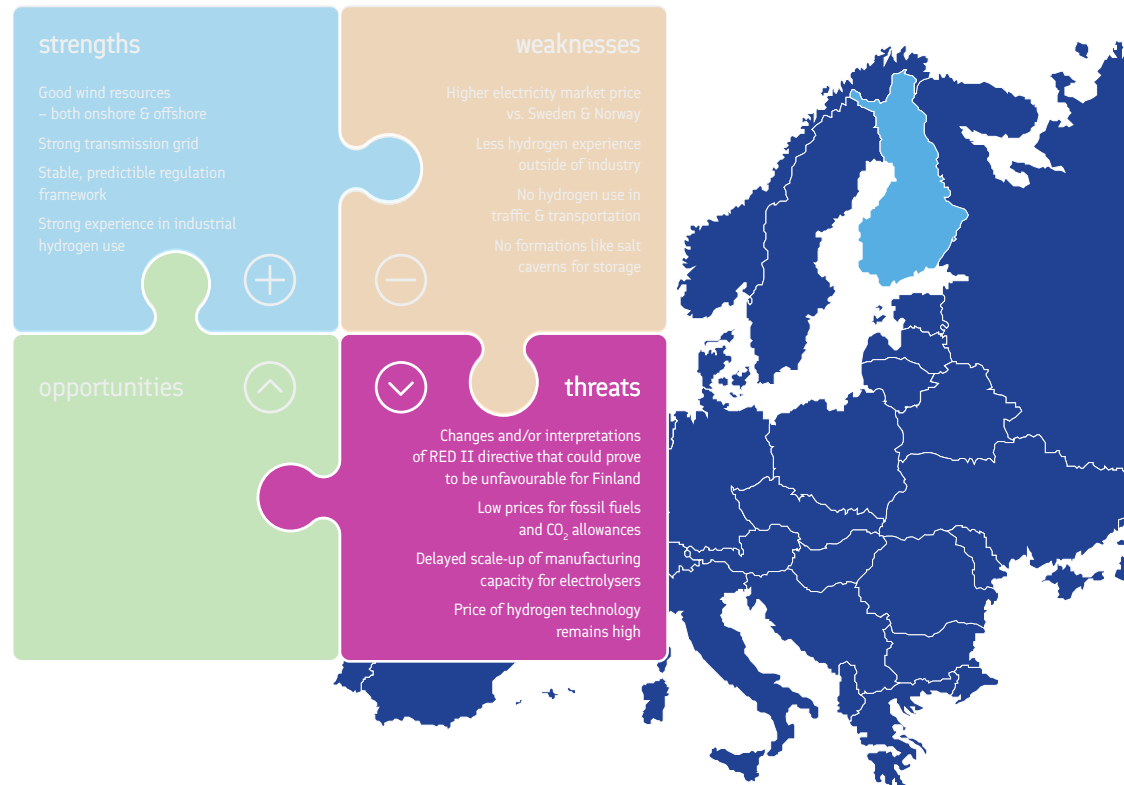 strengths
Good wind resources
– both onshore & offshore
Strong transmission grid
Stable, predictible regulation
framework
Strong experience in industrial
hydrogen use
weaknesses
Higher electricity market price
vs. Sweden & Norway
Less hydrogen experience
outside of industry
No hydrogen use in
traffic & transportation
No formations like salt
caverns for storage
opportunities
threats
Changes and/or interpretations
of RED II directive that could prove
to be unfavourable for Finland
Low prices for fossil fuels
and CO₂ allowances
Delayed scale-up of manufacturing
capacity for electrolysers
Price of hydrogen technology
remains high